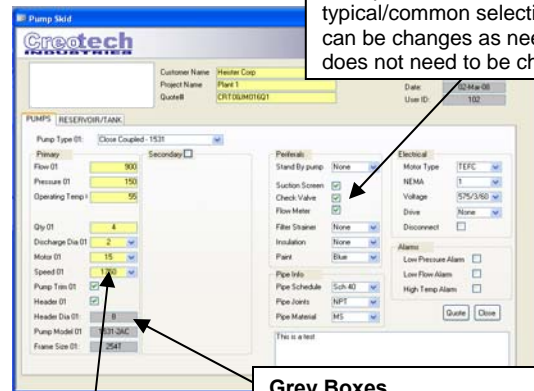 Pump Skid
typical/common selecti
can be changes as nee
does not need to be ch
Creotech
INDUSTRIES
Customer Name Heister Corp
Project Name Plant 1
Quote# CRT08JM016Q1
Date: 02-Mar-08
User ID: 102
PUMPS RESERVOIR/TANK
Pump Type 01: Close Coupled - 1531
Primary
Secondary
Flow 01 900
Pressure 01 150
Operating Temp 55
Qty 01 4
Discharge Dia 01 2
Motor 01 15
Speed 01 1760
Pump Trim 01
Header 01
Header Dia 01: 8
Pump Model 01 1531-2AC
Frame Size 01: 254T
Periferals
Stand By pump None
Suction Screen
Check Valve
Flow Meter
Filter Strainer None
Insulation None
Paint Blue
Pipe Info
Pipe Schedule Sch 40
Pipe Joints NPT
Pipe Material MS
Electrical
Motor Type TEFC
NEMA 1
Voltage 575/3/60
Drive None
Disconnect
Alarms
Low Pressure Alarm
Low Flow Alarm
High Temp Alarm
Quote Close
This is a test
Grey Boxes